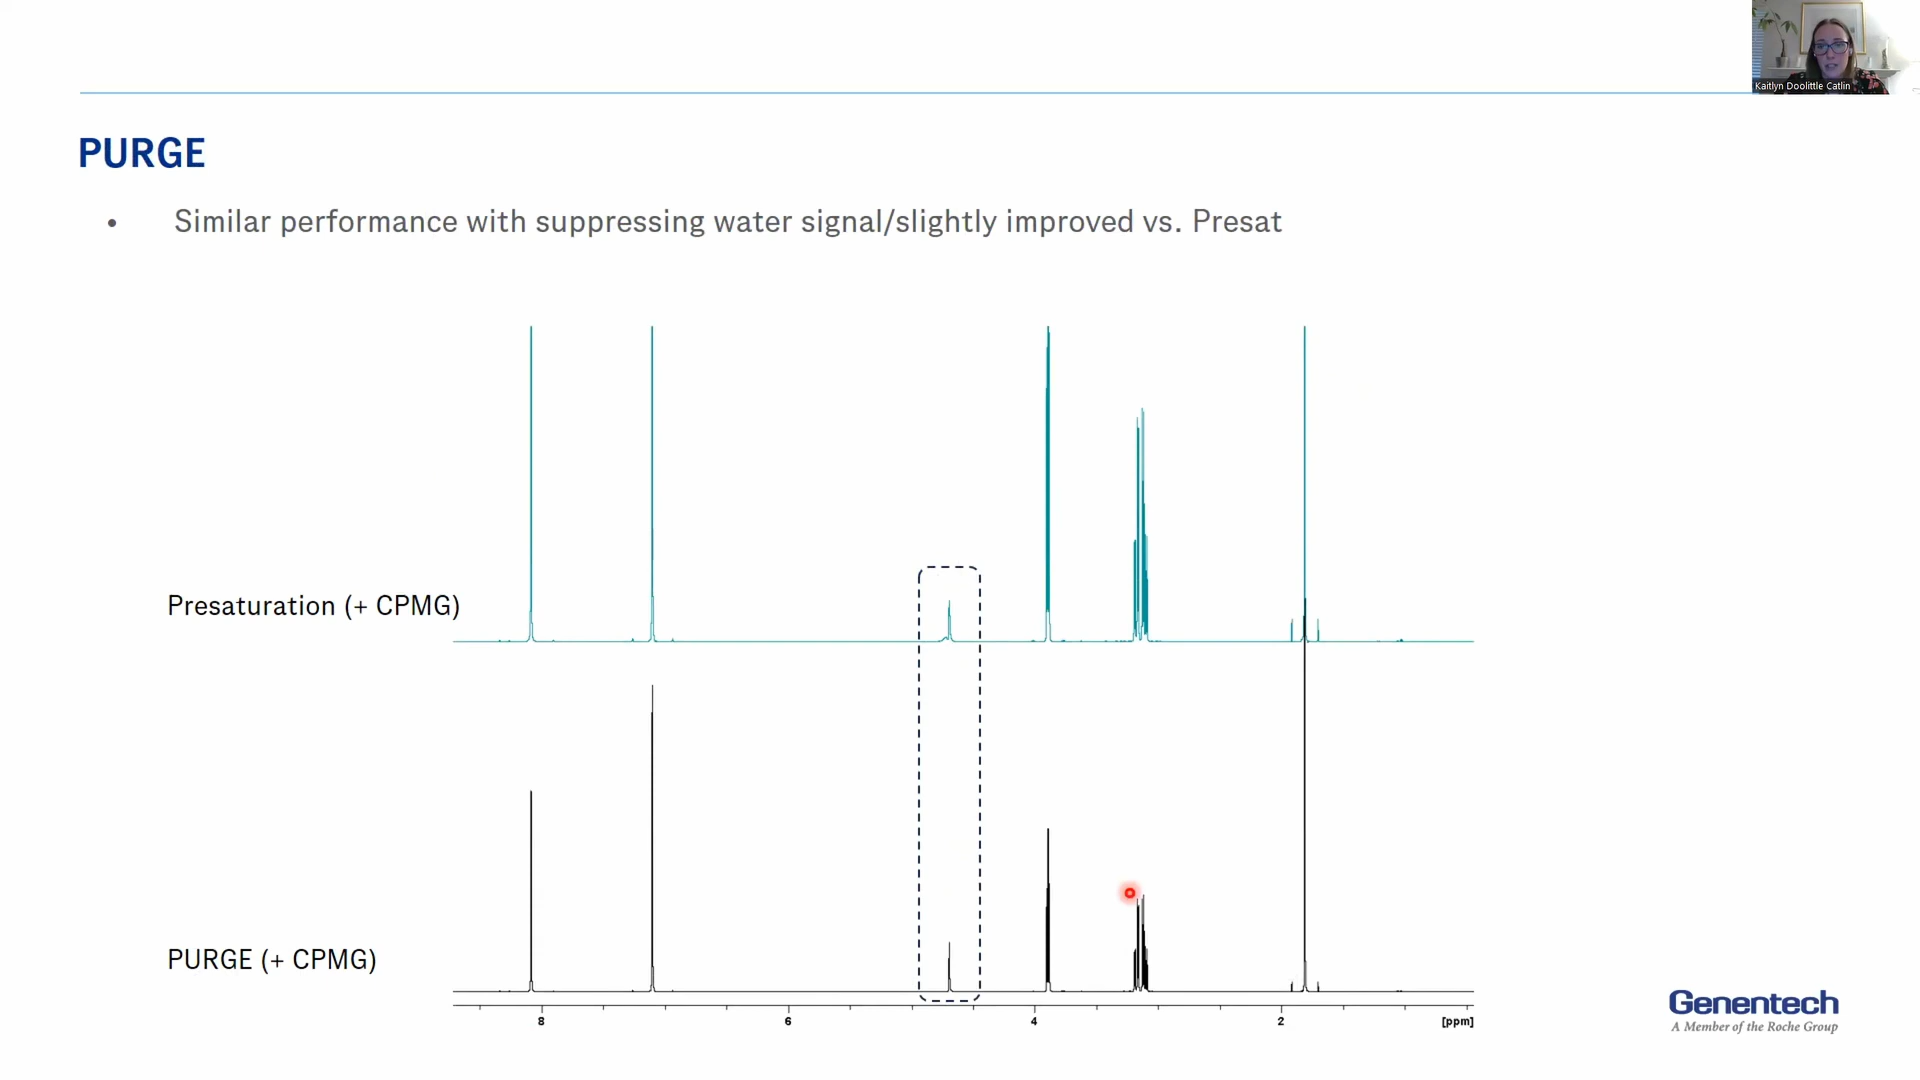 Kaitlyn Doolittle Catlin
PURGE
• Similar performance with suppressing water signal/slightly improved vs. Presat
Presaturation (+ CPMG)
PURGE (+ CPMG)
8 6 4 2 [ppm]
Genentech
A Member of the Roche Group